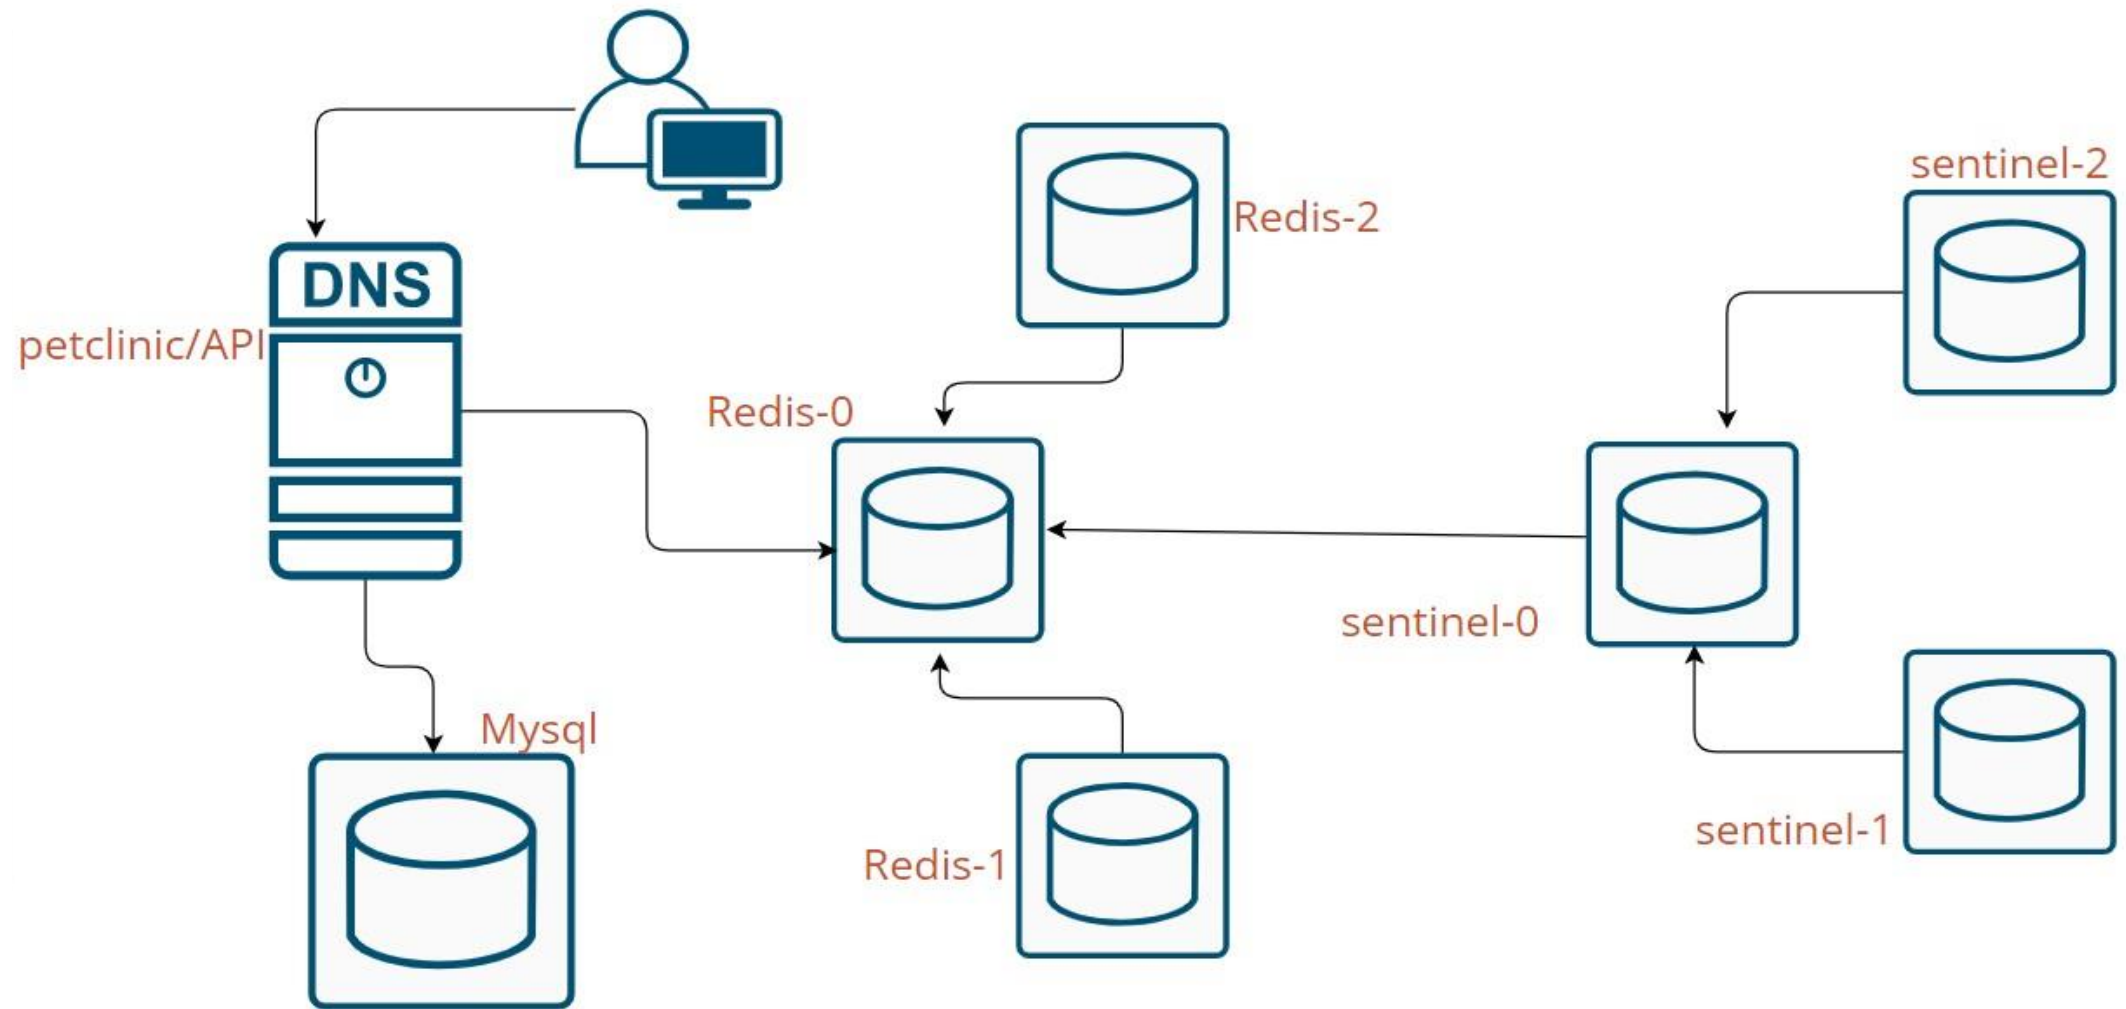 sentinel-2
Redis-2
DNS
petclinic/API
Redis-0
sentinel-0
Mysql
sentinel-1
Redis-1